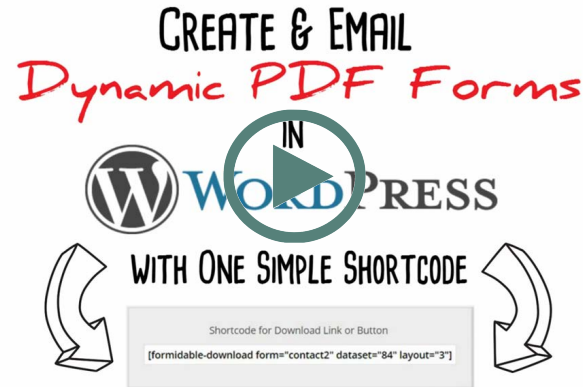 Create & Email
Dynamic PDF Forms
in
WordPress
with One Simple Shortcode
Shortcode for Download Link or Button
[formidable-download form="contact2" dataset="84" layout="3"]